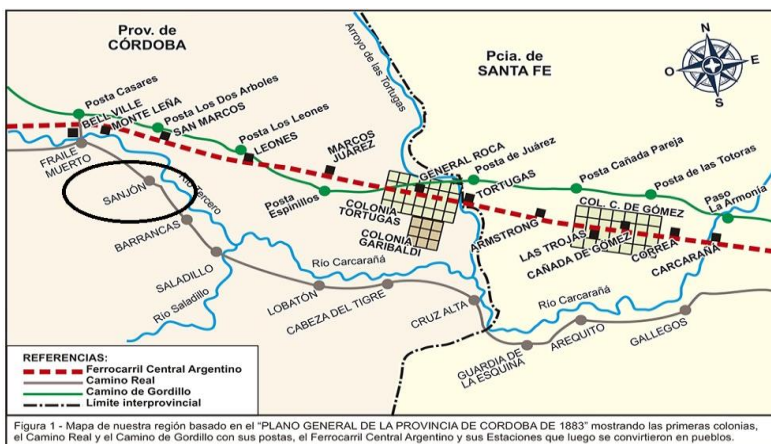 Prov. de
CÓRDOBA
Pcia. de
SANTA FE
N
O
E
S
Arroyo de las Tortugas
Posta Casares
BELL VILLE
MONTE LEÑA
Posta Los Dos Arboles
SAN MARCOS
Posta Los Leones
LEONES
MARCOS
JUÁREZ
GENERAL ROCA
Posta de Juárez
TORTUGAS
Posta Cañada Pareja
Posta de las Totoras
Paso
La Armonía
FRAILE
MUERTO
SANJÓN
Río Tercero
Posta
Espinillos
COLONIA
TORTUGAS
COLONIA
GARIBALDI
ARMSTRONG
COL. C. DE GÓMEZ
LAS TROJAS
CAÑADA DE GÓMEZ
CORREA
CARCARAÑA
BARRANCAS
SALADILLO
Río Saladillo
Río Carcarañá
LOBATÓN
CABEZA DEL TIGRE
CRUZ ALTA
Río Carcarañá
GUARDIA DE
LA ESQUINA
AREQUITO
GALLEGOS
REFERENCIAS:
Ferrocarril Central Argentino
Camino Real
Camino de Gordillo
Límite interprovincial
Figura 1 - Mapa de nuestra región basado en el "PLANO GENERAL DE LA PROVINCIA DE CORDOBA DE 1883" mostrando las primeras colonias,
el Camino Real y el Camino de Gordillo con sus postas, el Ferrocarril Central Argentino y sus Estaciones que luego se convirtieron en pueblos.